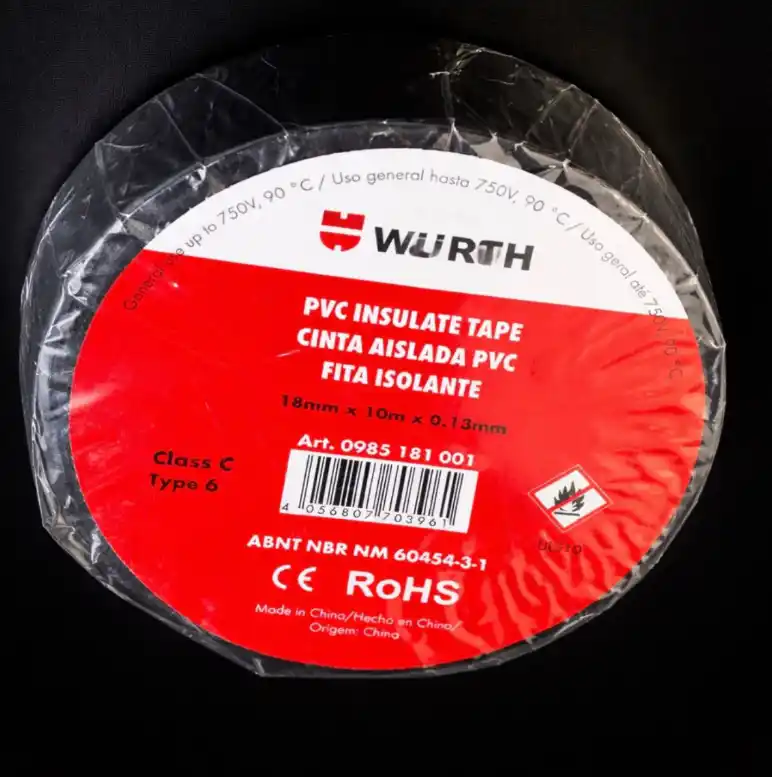 General use up to 750V, 90 °C / Uso general hasta 750V, 90 °C / Uso geral até 750V, 90 °C
WÜRTH
PVC INSULATE TAPE
CINTA AISLADA PVC
FITA ISOLANTE
18mm x 10m x 0.13mm
Art. 0985 181 001
Class C
Type 6
4 056807 703961
ABNT NBR NM 60454-3-1
CE RoHS
Made in China/Hecho en China/
Origem: China